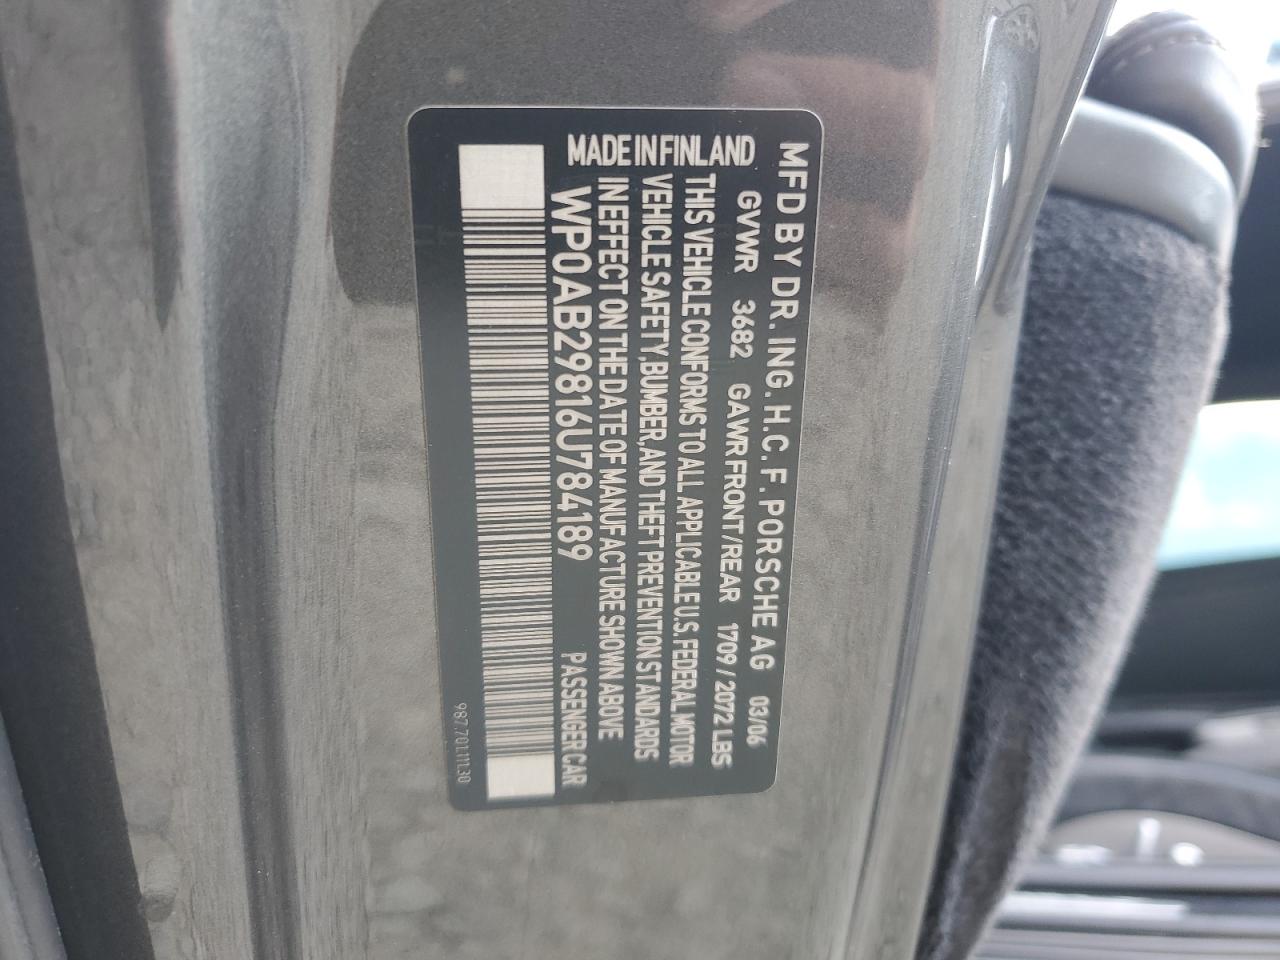 MFD BY DR. ING. H.C. F. PORSCHE AG 03/06
GVWR 3682 GAWR FRONT/REAR 1709/2072 LBS
THIS VEHICLE CONFORMS TO ALL APPLICABLE U.S. FEDERAL MOTOR
VEHICLE SAFETY, BUMBER, AND THEFT PREVENTION STANDARDS
IN EFFECT ON THE DATE OF MANUFACTURE SHOWN ABOVE
MADE IN FINLAND
WP0AB29816U784189 PASSENGER CAR
987.701.111.30